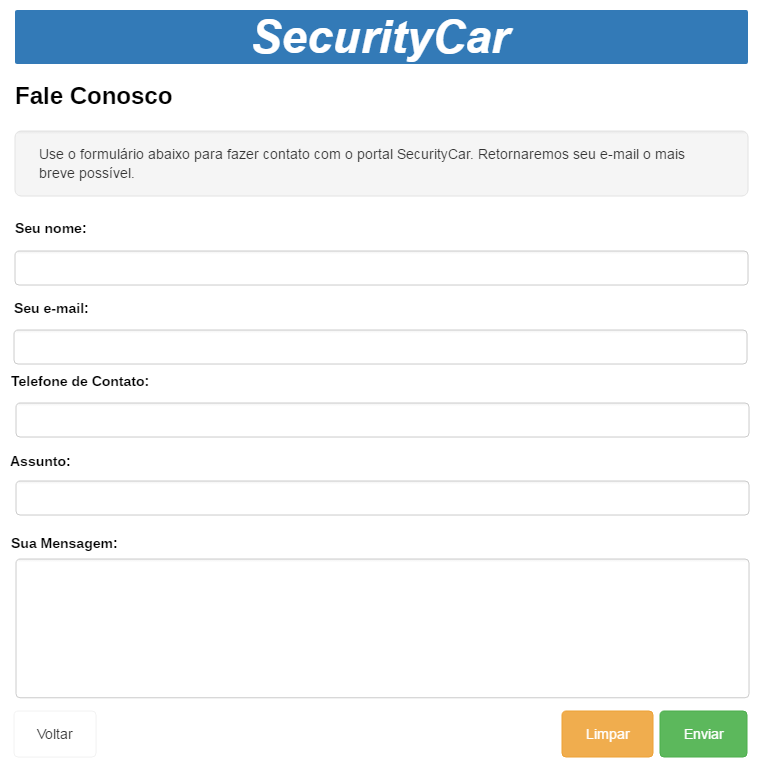 SecurityCar
Fale Conosco
Use o formulário abaixo para fazer contato com o portal SecurityCar. Retornaremos seu e-mail o mais
breve possível.
Seu nome:
Seu e-mail:
Telefone de Contato:
Assunto:
Sua Mensagem:
Voltar Limpar Enviar